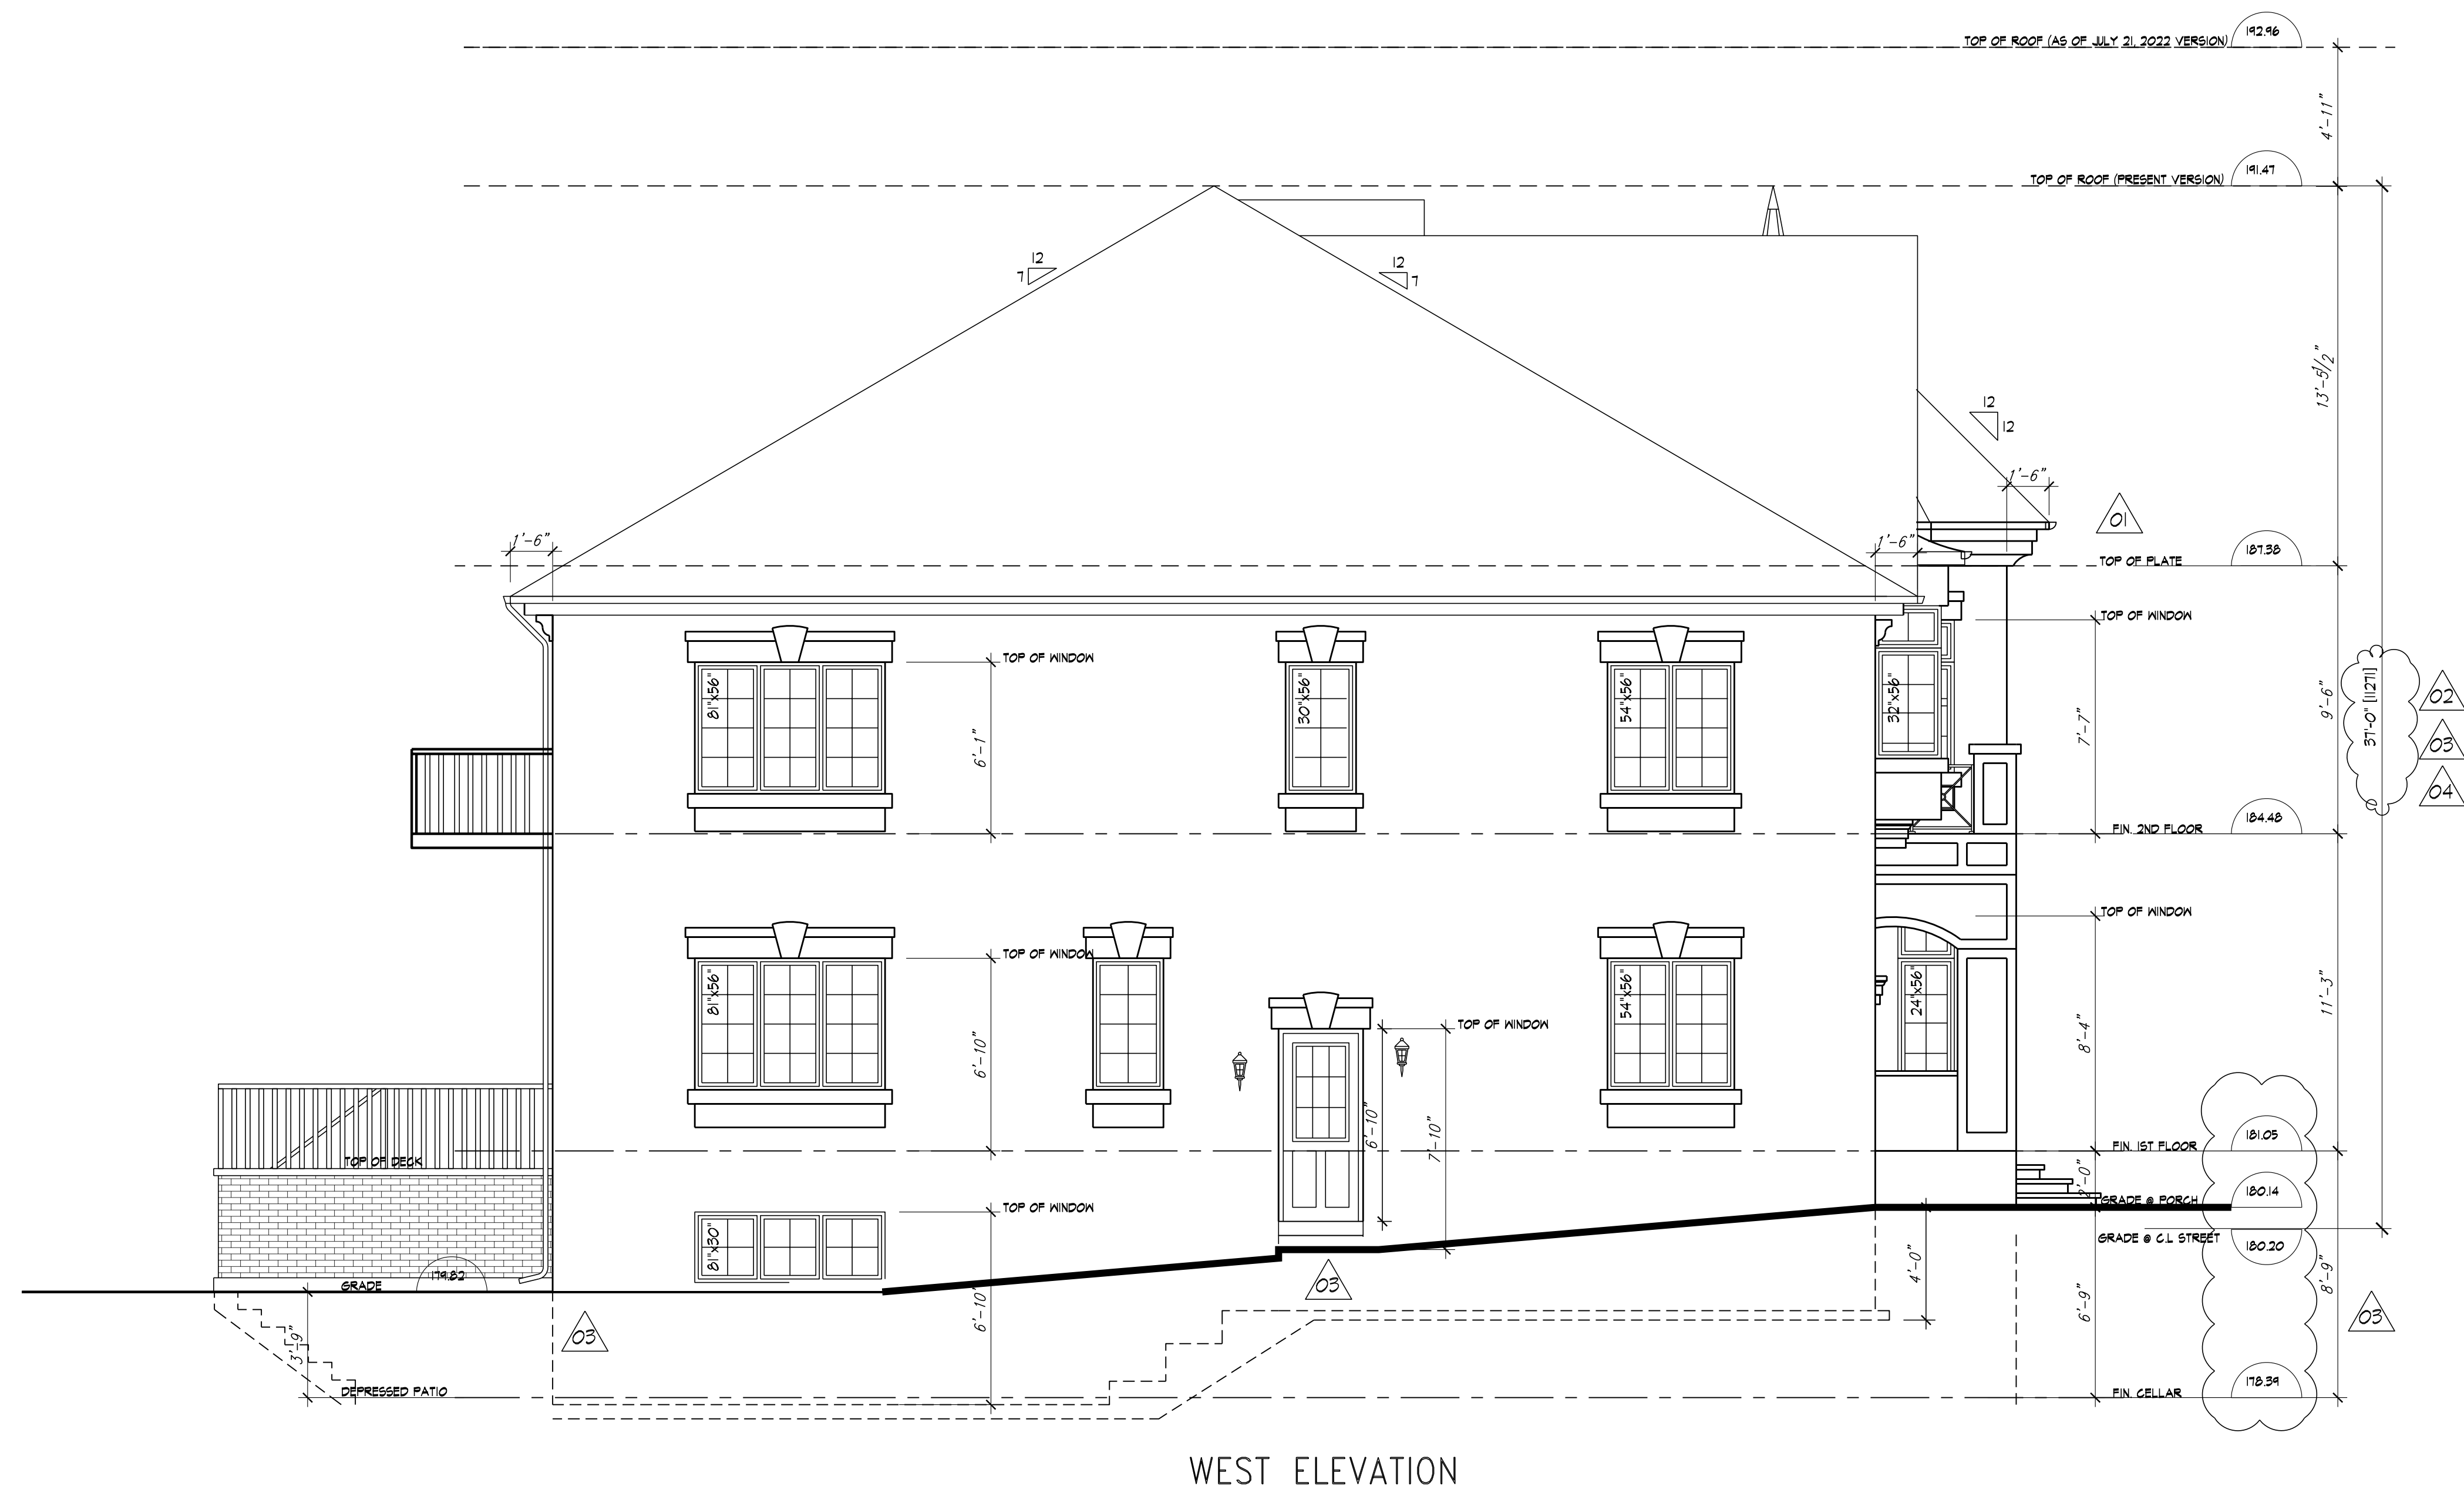 192.96
TOP OF ROOF (AS OF JULY 21, 2022 VERSION)
4'-11"
191.47
TOP OF ROOF (PRESENT VERSION)
12
7
12
7
13'-5 1/2"
12
12
1'-6"
01
1'-6"
1'-6"
187.38
TOP OF PLATE
TOP OF WINDOW
TOP OF WINDOW
81"x56"
30"x56"
54"x56"
32"x56"
6'-1"
7'-7"
9'-6"
37'-0" [11271]
02
03
04
184.48
FIN. 2ND FLOOR
TOP OF WINDOW
TOP OF WINDOW
81"x56"
54"x56"
24"x56"
6'-10"
8'-4"
11'-3"
TOP OF WINDOW
6'-10"
7'-10"
181.05
FIN. 1ST FLOOR
TOP OF DECK
2'-0"
180.14
GRADE @ PORCH
TOP OF WINDOW
81"x30"
GRADE @ C.L STREET
180.20
4'-0"
8'-9"
179.82
GRADE
03
6'-10"
6'-9"
03
03
3'-9"
DEPRESSED PATIO
FIN. CELLAR
178.39
WEST ELEVATION